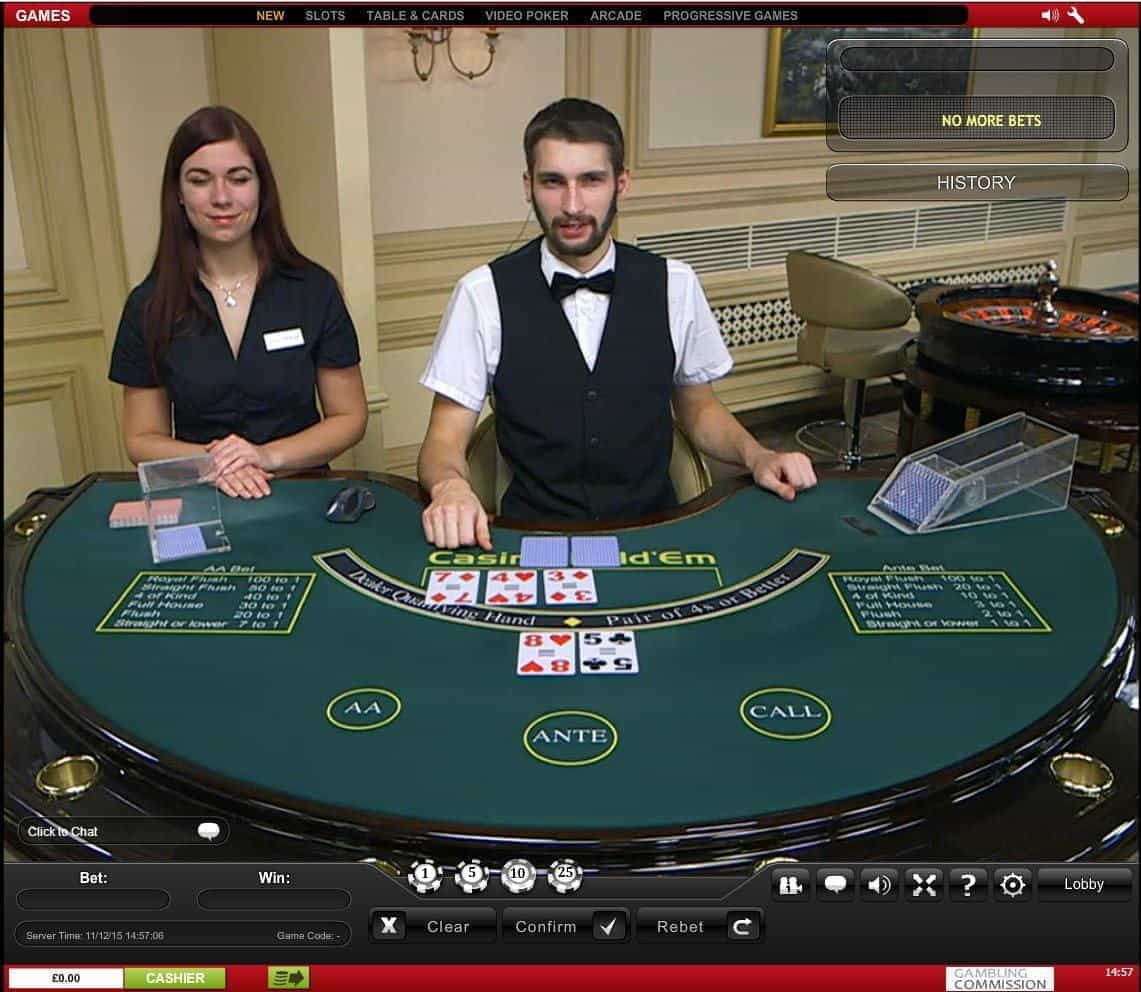 GAMES
NEW SLOTS TABLE & CARDS VIDEO POKER ARCADE PROGRESSIVE GAMES
NO MORE BETS
HISTORY
Casin ld'Em
7 4 3
Dealer Qualifying Hand Pair of 4s or Better
8 5
AA Bet
Royal Flush 100 to 1
Straight Flush 50 to 1
4 of Kind 40 to 1
Full House 30 to 1
Flush 20 to 1
Straight or lower 7 to 1
Ante Bet
Royal Flush 100 to 1
Straight Flush 20 to 1
4 of Kind 10 to 1
Full House 3 to 1
Flush 2 to 1
Straight or lower 1 to 1
AA
ANTE
CALL
Click to Chat
Bet:
Win:
1 5 10 25
Lobby
Clear Confirm Rebet
Server Time: 11/12/15 14:57:06 Game Code: -
£0.00
CASHIER
GAMBLING
COMMISSION
14:57